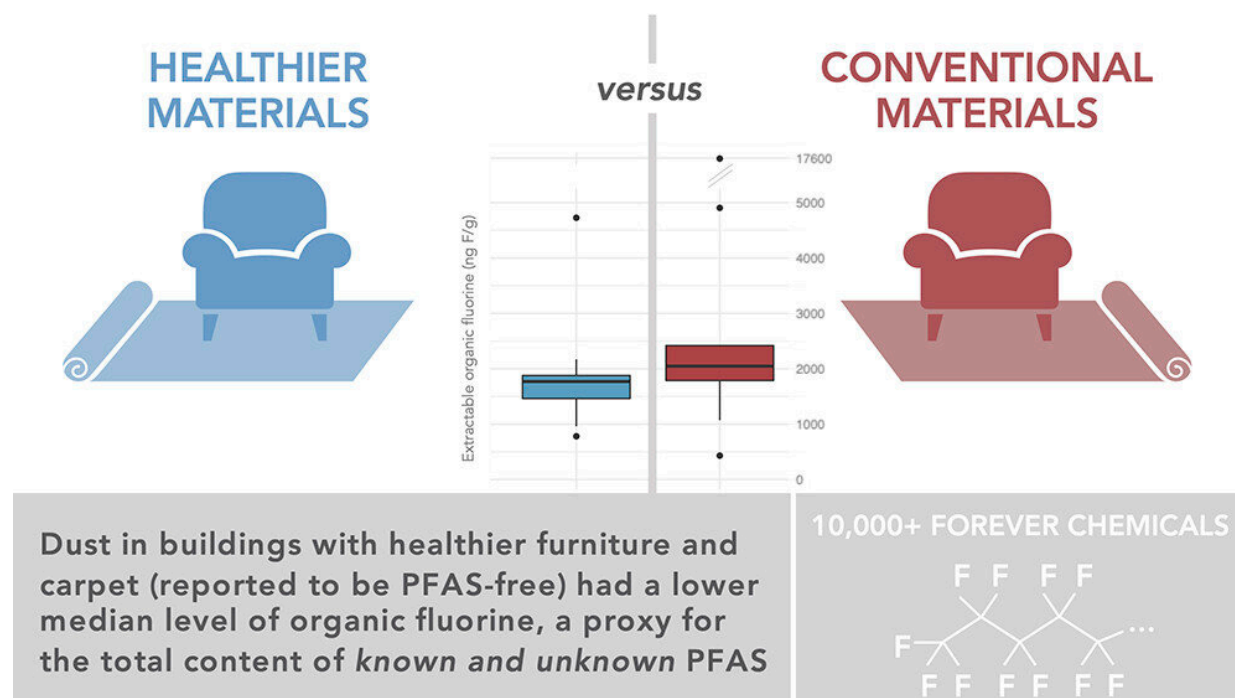 HEALTHIER
MATERIALS
versus
CONVENTIONAL
MATERIALS
Extractable organic fluorine (ng F/g)
17600
5000
4000
3000
2000
1000
0
Dust in buildings with healthier furniture and
carpet (reported to be PFAS-free) had a lower
median level of organic fluorine, a proxy for
the total content of known and unknown PFAS
10,000+ FOREVER CHEMICALS
F F F F
F ...
F F F F F F